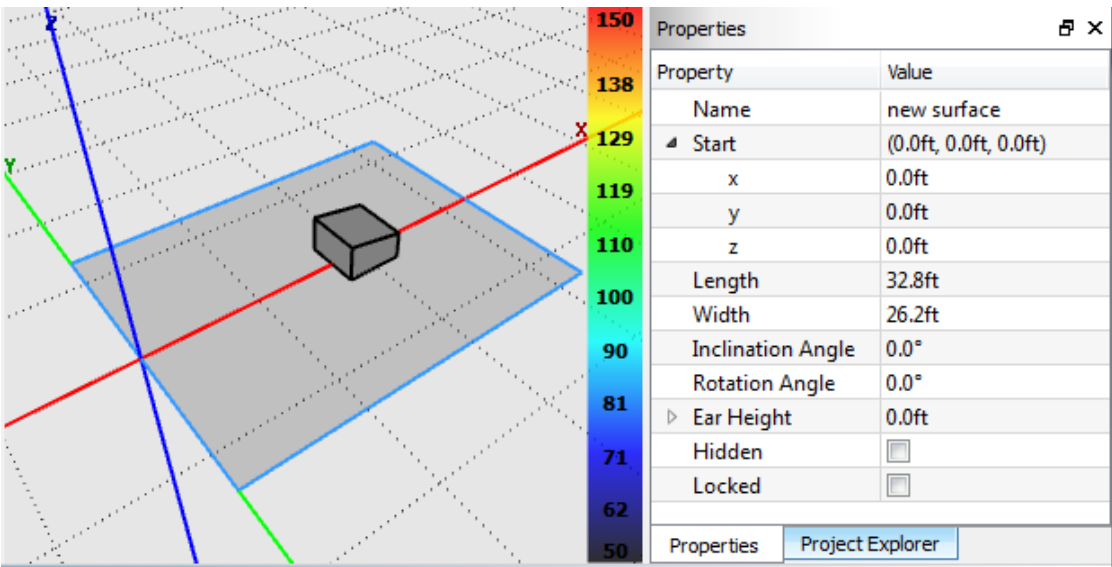 Z
X
Y
150
138
129
119
110
100
90
81
71
62
50
Properties
Property Value
Name new surface
Start (0.0ft, 0.0ft, 0.0ft)
x 0.0ft
y 0.0ft
z 0.0ft
Length 32.8ft
Width 26.2ft
Inclination Angle 0.0°
Rotation Angle 0.0°
Ear Height 0.0ft
Hidden
Locked
Properties Project Explorer